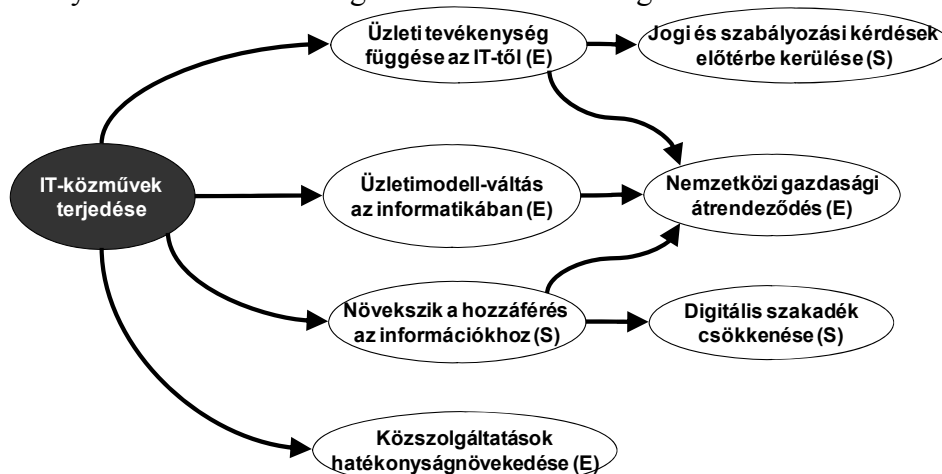 Üzleti tevékenység
függése az IT-től (E)
Jogi és szabályozási kérdések
előtérbe kerülése (S)
IT-közművek
terjedése
Üzletimodell-váltás
az informatikában (E)
Nemzetközi gazdasági
átrendeződés (E)
Növekszik a hozzáférés
az információkhoz (S)
Digitális szakadék
csökkenése (S)
Közszolgáltatások
hatékonyságnövekedése (E)